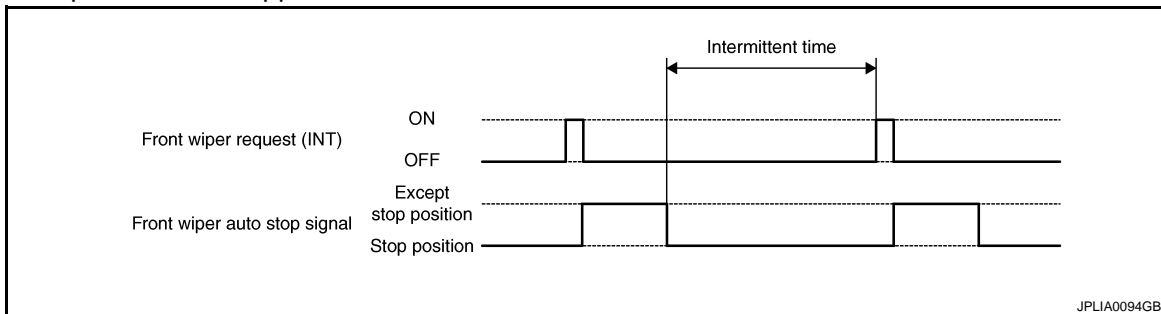 Intermittent time
ON
Front wiper request (INT)
OFF
Except
stop position
Front wiper auto stop signal
Stop position
JPLIA0094GB